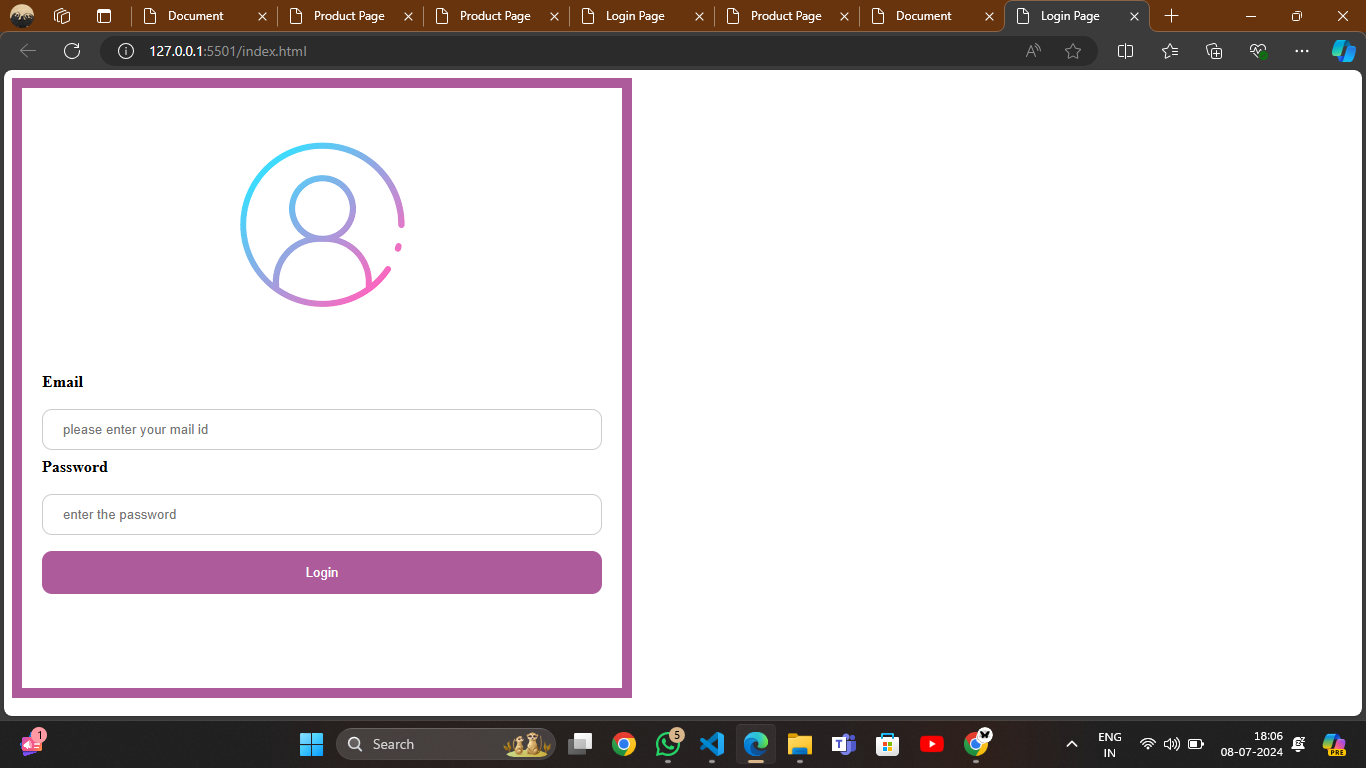 Document
Product Page
Product Page
Login Page
Product Page
Document
Login Page
127.0.0.1:5501/index.html
Email
please enter your mail id
Password
enter the password
Login
1
Search
5
ENG
IN
18:06
08-07-2024
PRE